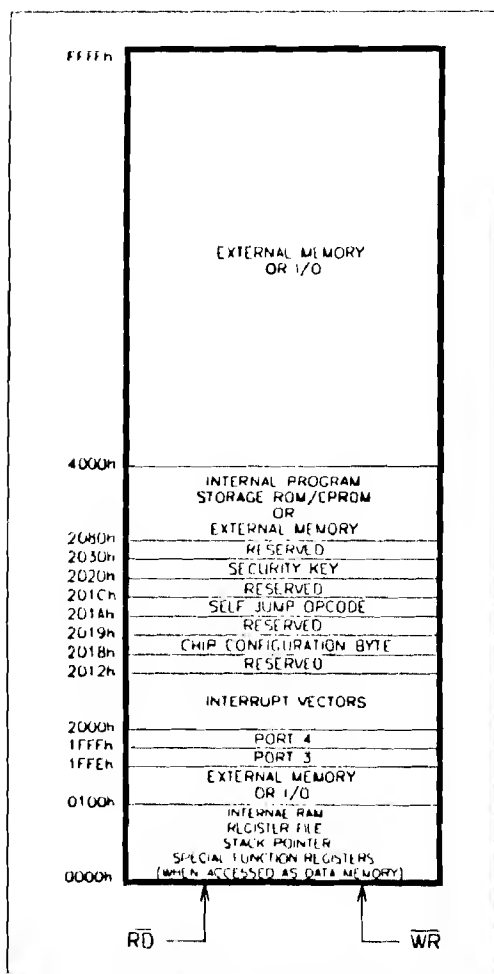 FFFFh
EXTERNAL MEMORY
OR I/O
4000h
INTERNAL PROGRAM
STORAGE ROM/EPROM
OR
EXTERNAL MEMORY
2080h
RESERVED
2030h
SECURITY KEY
2020h
RESERVED
201Ch
SELF JUMP OPCODE
201Ah
RESERVED
2019h
CHIP CONFIGURATION BYTE
2018h
RESERVED
2012h
INTERRUPT VECTORS
2000h
PORT 4
1FFFh
PORT 3
1FFEh
EXTERNAL MEMORY
OR I/O
0100h
INTERNAL RAM
REGISTER FILE
STACK POINTER
SPECIAL FUNCTION REGISTERS
(WHEN ACCESSED AS DATA MEMORY)
0000h
RD WR